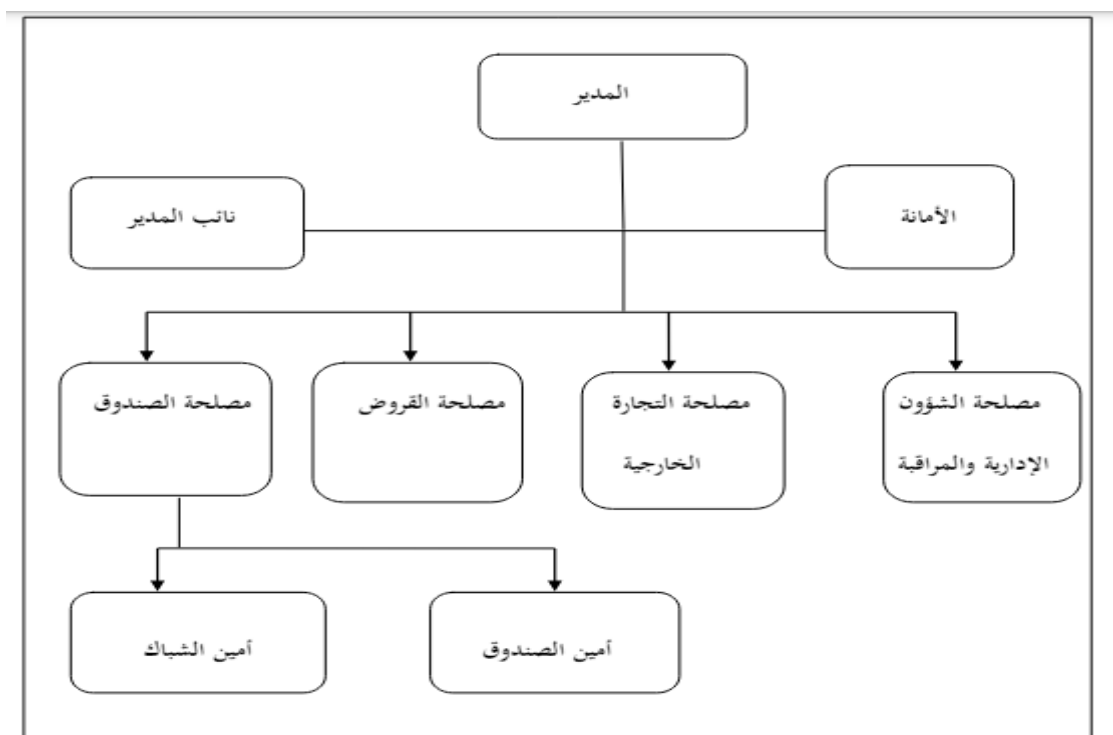 المدير
الأمانة
نائب المدير
مصلحة الشؤون
الإدارية والمراقبة
مصلحة التجارة
الخارجية
مصلحة القروض
مصلحة الصندوق
أمين الصندوق
أمين الشباك